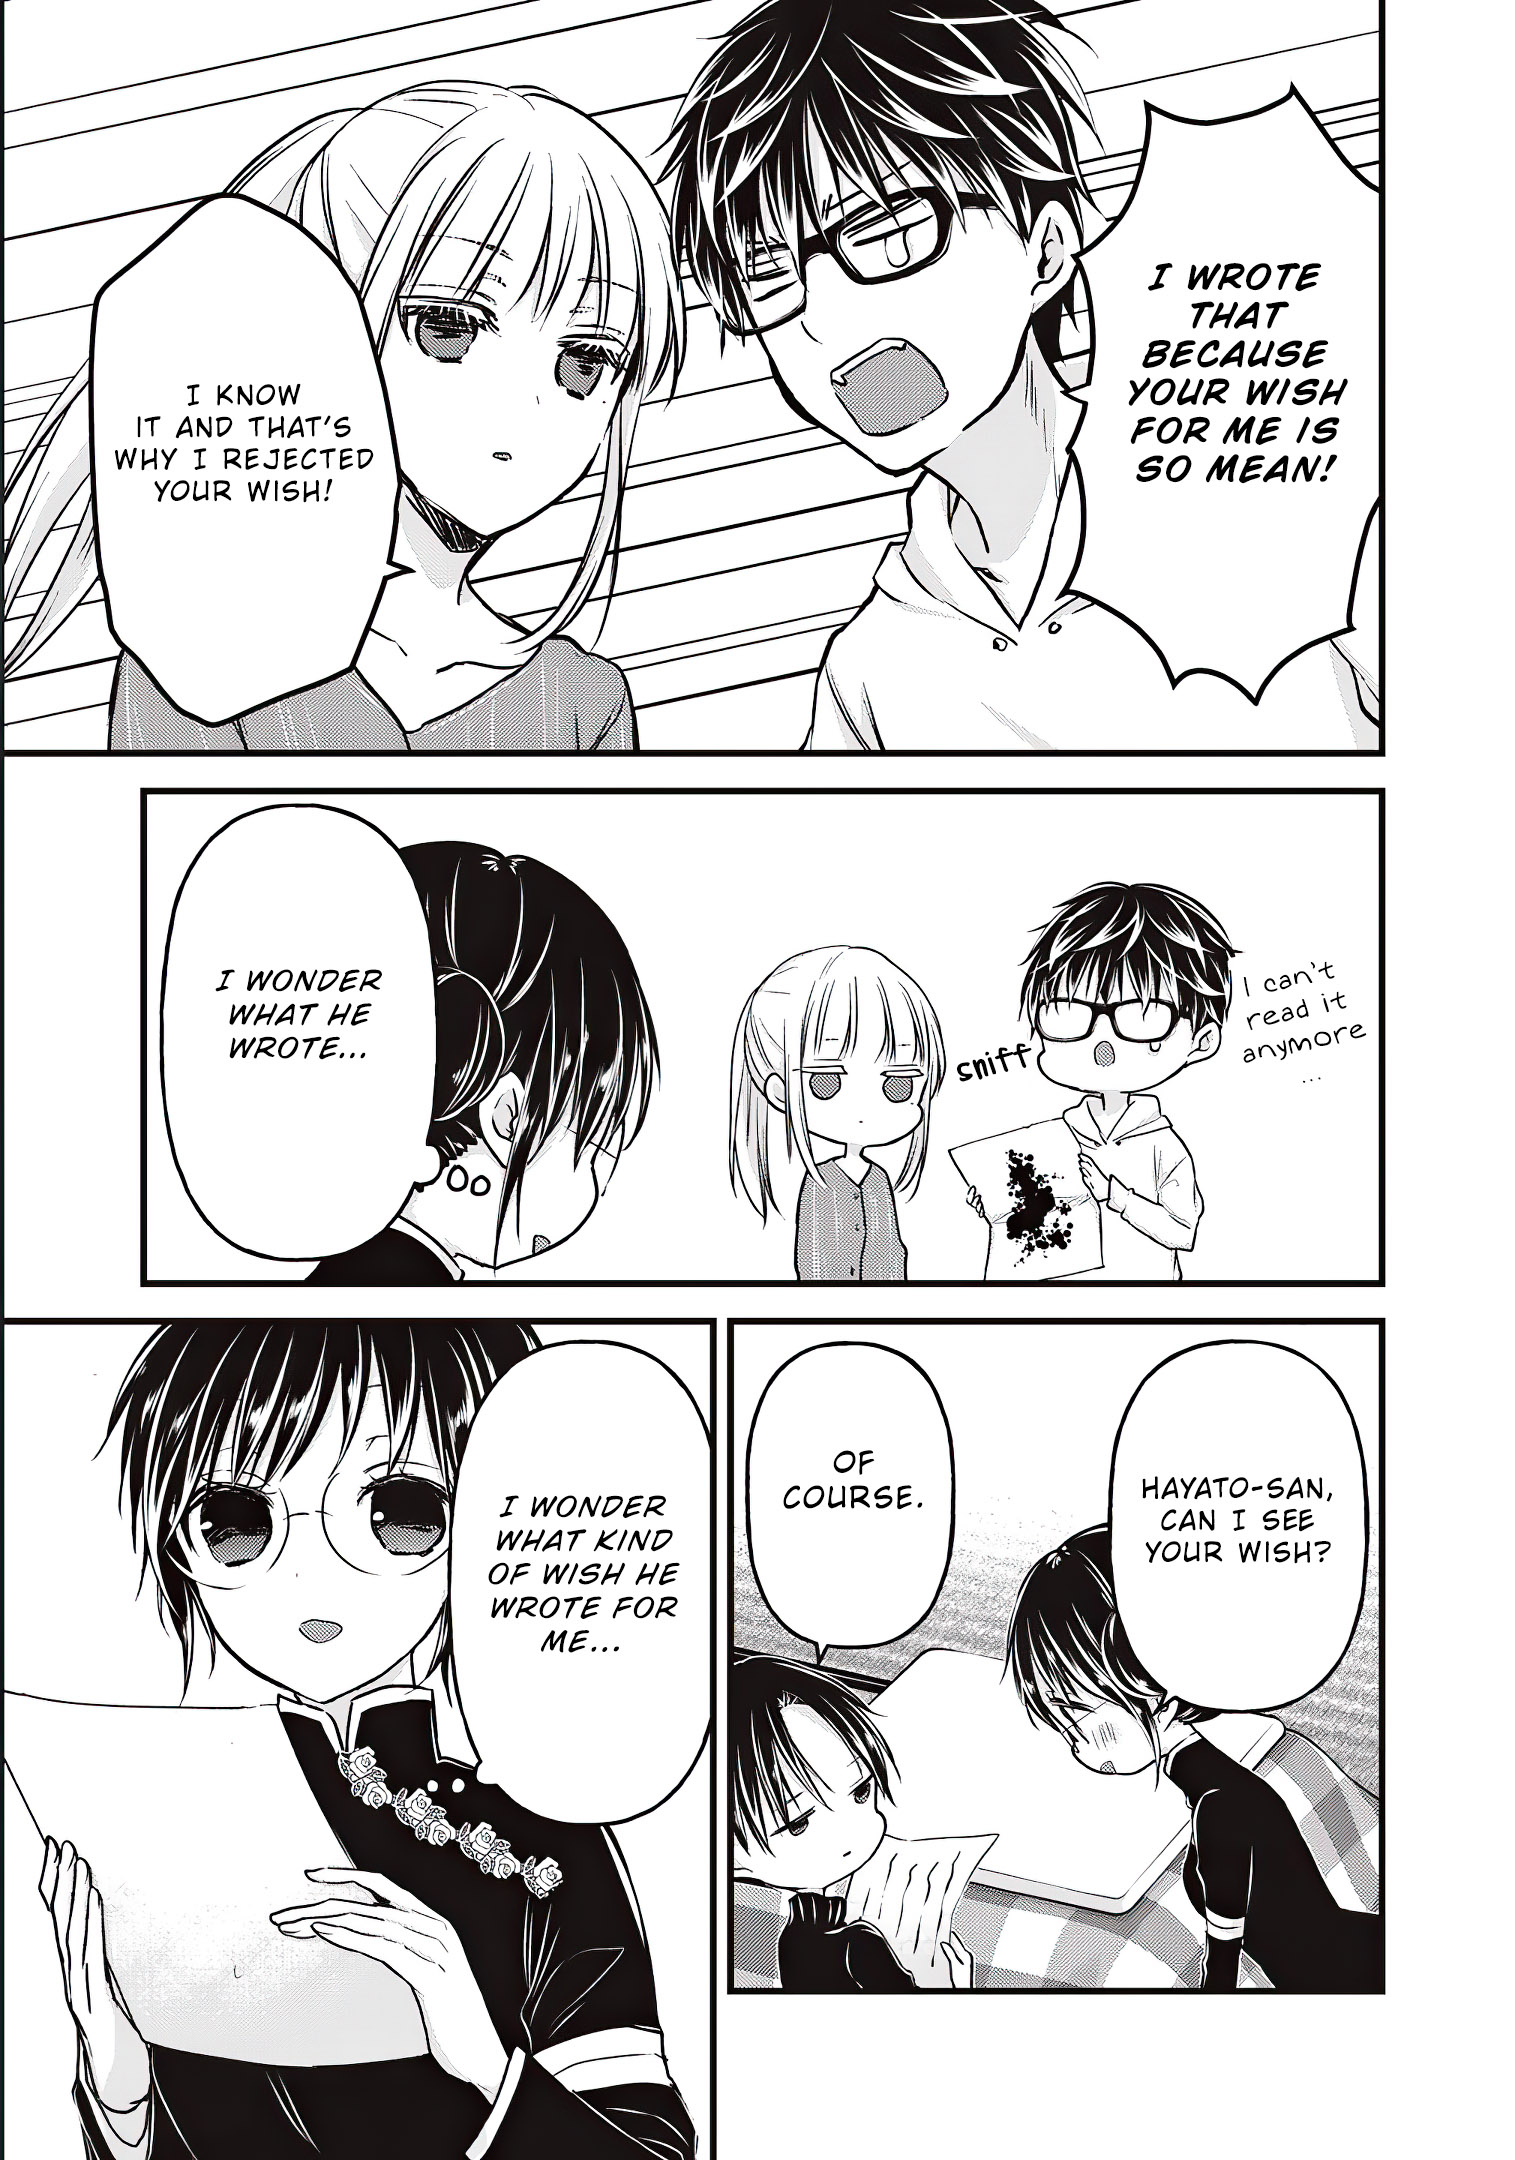 I WROTE
THAT
BECAUSE
YOUR WISH
FOR ME IS
SO MEAN!
I KNOW
IT AND THAT'S
WHY I REJECTED
YOUR WISH!
I can't
read it
anymore
...
sniff
I WONDER
WHAT HE
WROTE...
HAYATO-SAN,
CAN I SEE
YOUR WISH?
OF
COURSE.
I WONDER
WHAT KIND
OF WISH HE
WROTE FOR
ME...